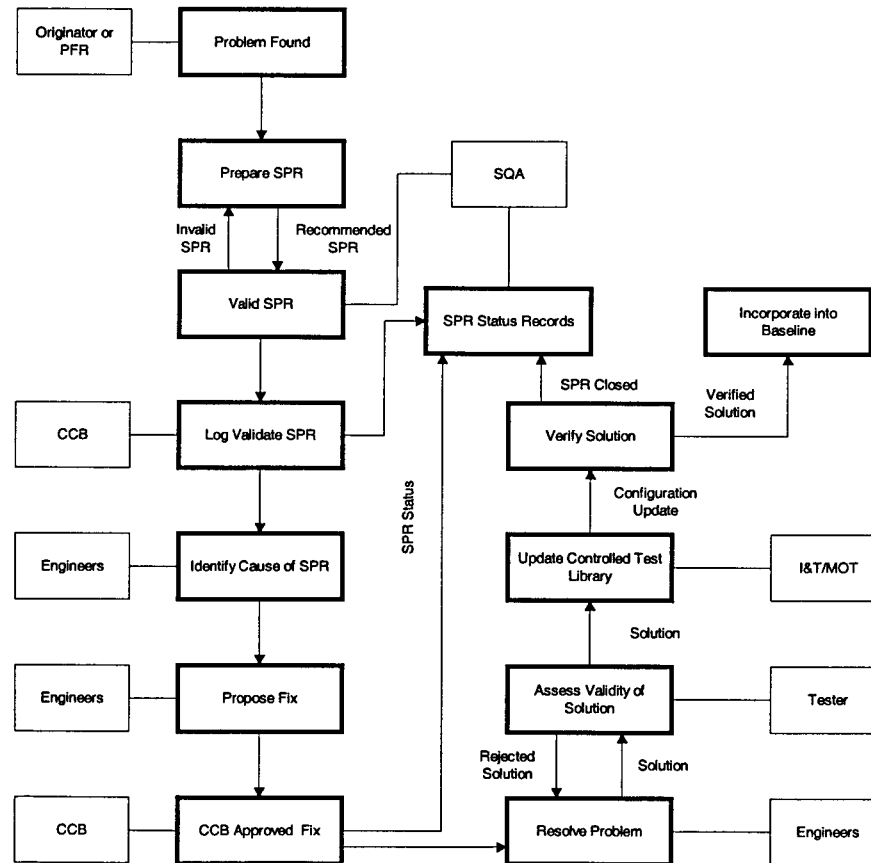 Originator or
PFR
Problem Found
Prepare SPR
SQA
Invalid
SPR
Recommended
SPR
Valid SPR
SPR Status Records
Incorporate into
Baseline
SPR Closed
Verified
Solution
CCB
Log Validate SPR
Verify Solution
SPR Status
Configuration
Update
Engineers
Identify Cause of SPR
Update Controlled Test
Library
I&T/MOT
Solution
Engineers
Propose Fix
Assess Validity of
Solution
Tester
Rejected
Solution
Solution
CCB
CCB Approved Fix
Resolve Problem
Engineers